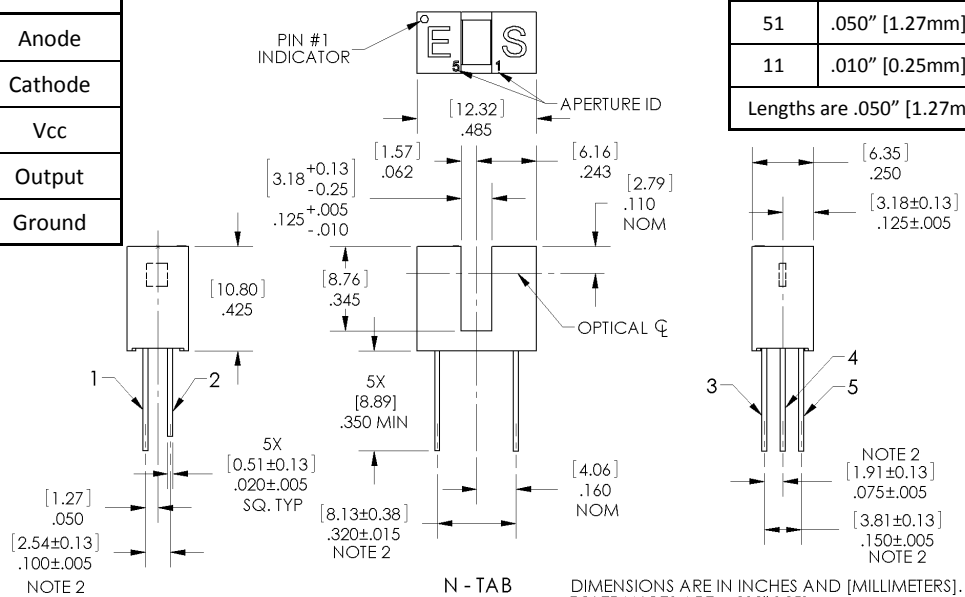 Anode
Cathode
Vcc
Output
Ground
51 .050” [1.27mm]
11 .010” [0.25mm]
Lengths are .050” [1.27m
PIN #1
INDICATOR
E S
5 1
APERTURE ID
[12.32]
.485
[1.57]
.062
[6.16]
.243
[3.18 +0.13 -0.25]
.125 +.005 -.010
[2.79]
.110
NOM
[6.35]
.250
[3.18±0.13]
.125±.005
[10.80]
.425
[8.76]
.345
OPTICAL ℄
1
2
5X
[8.89]
.350 MIN
3
4
5
5X
[0.51±0.13]
.020±.005
SQ. TYP
[1.27]
.050
[2.54±0.13]
.100±.005
NOTE 2
[8.13±0.38]
.320±.015
NOTE 2
[4.06]
.160
NOM
NOTE 2
[1.91±0.13]
.075±.005
[3.81±0.13]
.150±.005
NOTE 2
N - TAB
DIMENSIONS ARE IN INCHES AND [MILLIMETERS].